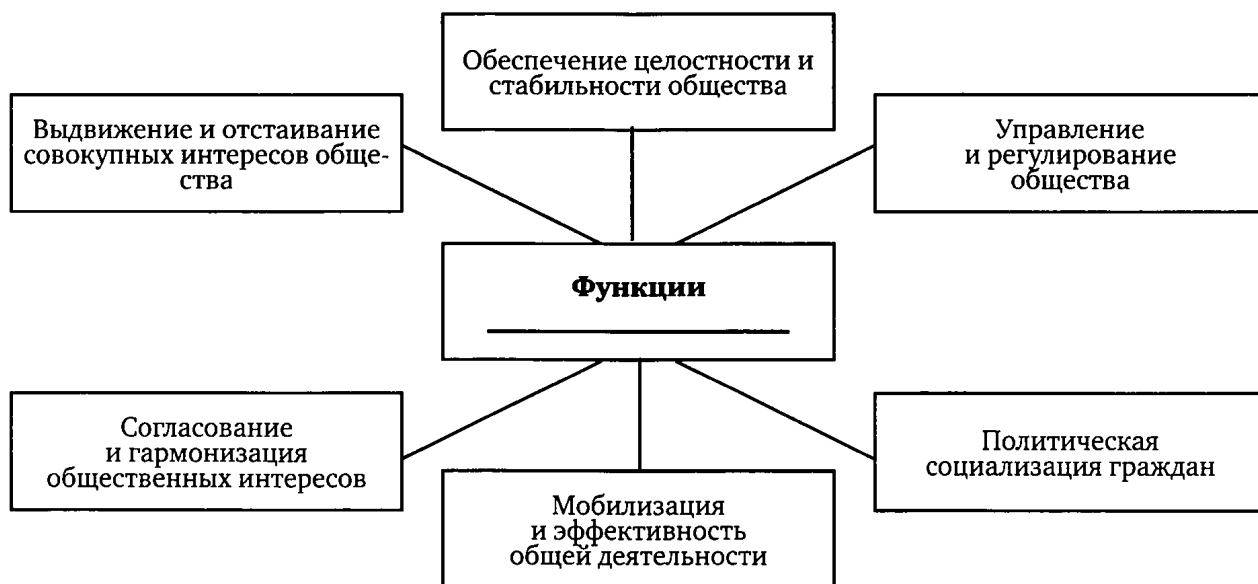 Обеспечение целостности и
стабильности общества
Выдвижение и отстаивание
совокупных интересов обще-
ства
Управление
и регулирование
общества
Функции
Согласование
и гармонизация
общественных интересов
Мобилизация
и эффективность
общей деятельности
Политическая
социализация граждан